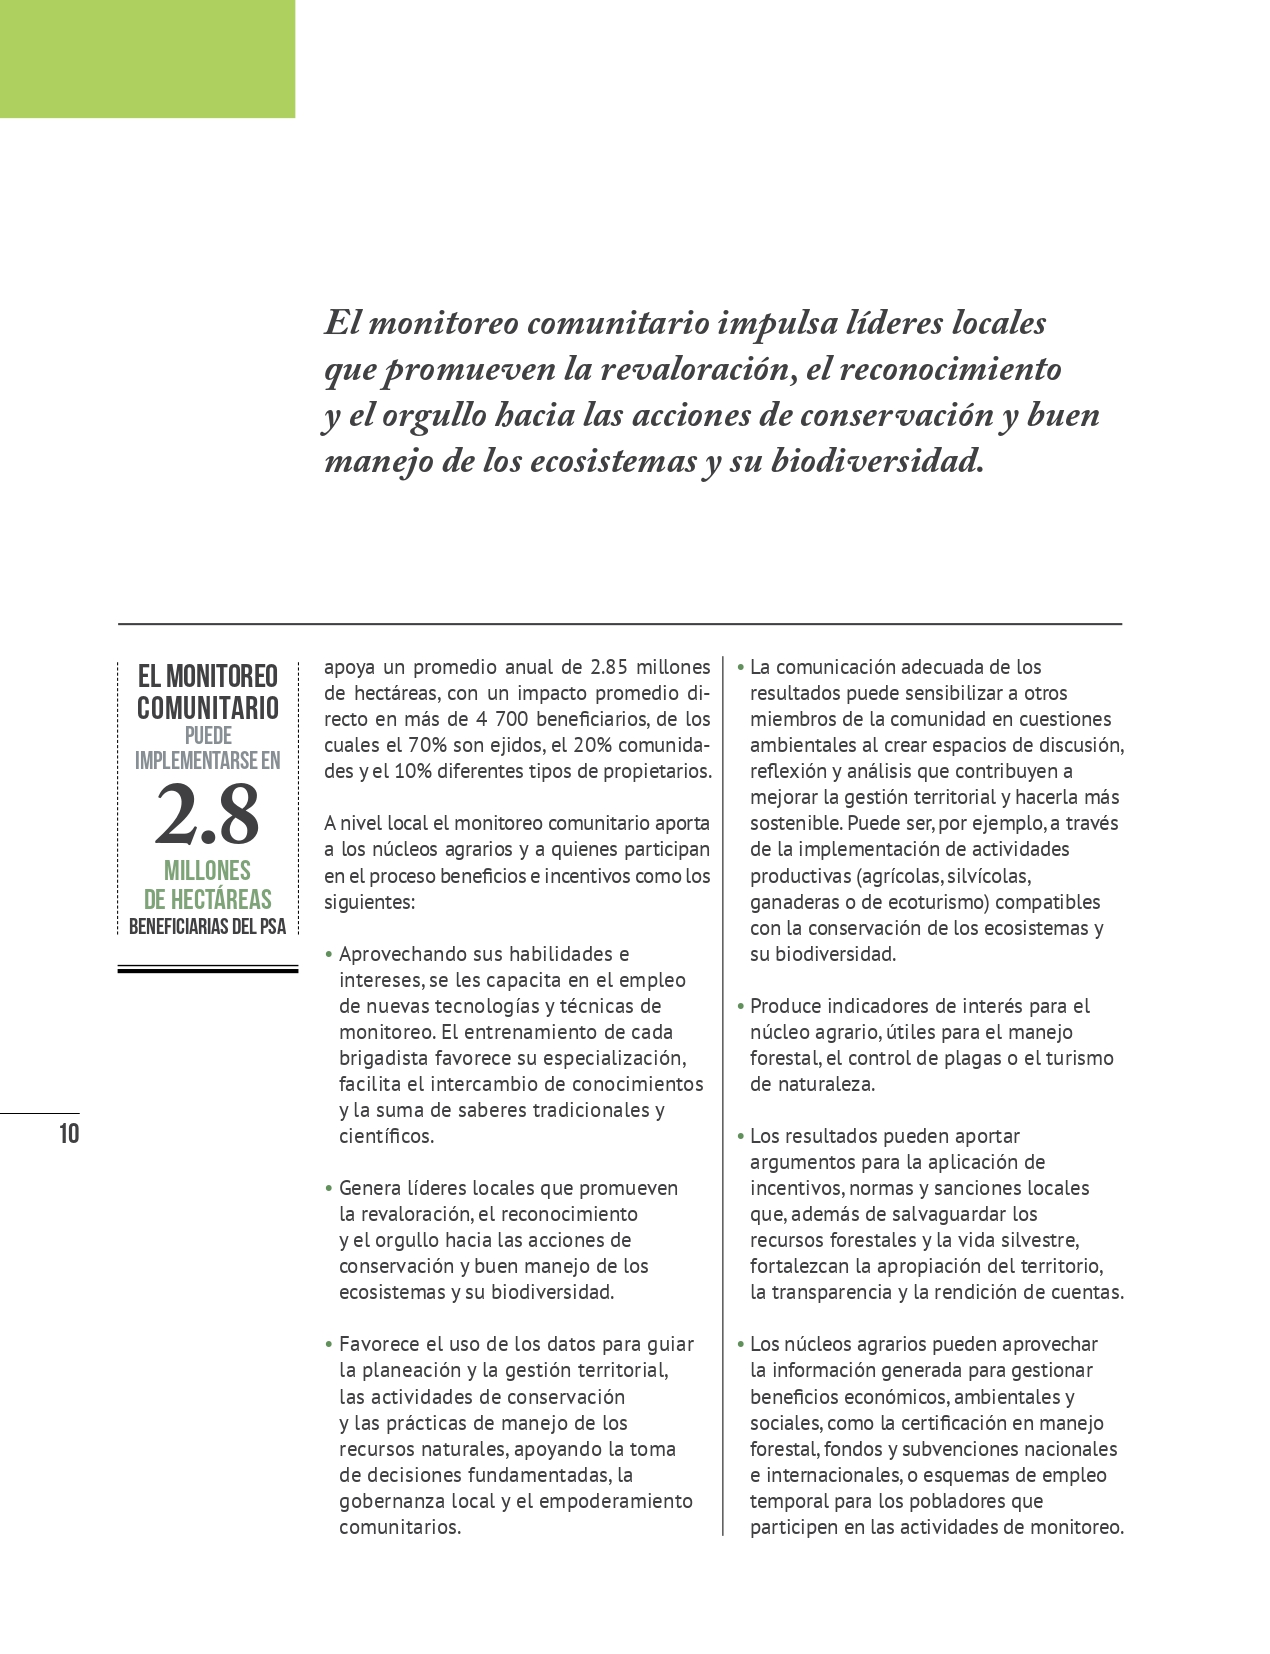 El monitoreo comunitario impulsa líderes locales
que promueven la revaloración, el reconocimiento
y el orgullo hacia las acciones de conservación y buen
manejo de los ecosistemas y su biodiversidad.
EL MONITOREO
COMUNITARIO
PUEDE
IMPLEMENTARSE EN
2.8
MILLONES
DE HECTÁREAS
BENEFICIARIAS DEL PSA
10
apoya un promedio anual de 2.85 millones
de hectáreas, con un impacto promedio di-
recto en más de 4 700 beneficiarios, de los
cuales el 70% son ejidos, el 20% comunida-
des y el 10% diferentes tipos de propietarios.
A nivel local el monitoreo comunitario aporta
a los núcleos agrarios y a quienes participan
en el proceso beneficios e incentivos como los
siguientes:
• Aprovechando sus habilidades e
intereses, se les capacita en el empleo
de nuevas tecnologías y técnicas de
monitoreo. El entrenamiento de cada
brigadista favorece su especialización,
facilita el intercambio de conocimientos
y la suma de saberes tradicionales y
científicos.
• Genera líderes locales que promueven
la revaloración, el reconocimiento
y el orgullo hacia las acciones de
conservación y buen manejo de los
ecosistemas y su biodiversidad.
• Favorece el uso de los datos para guiar
la planeación y la gestión territorial,
las actividades de conservación
y las prácticas de manejo de los
recursos naturales, apoyando la toma
de decisiones fundamentadas, la
gobernanza local y el empoderamiento
comunitarios.
• La comunicación adecuada de los
resultados puede sensibilizar a otros
miembros de la comunidad en cuestiones
ambientales al crear espacios de discusión,
reflexión y análisis que contribuyen a
mejorar la gestión territorial y hacerla más
sostenible. Puede ser, por ejemplo, a través
de la implementación de actividades
productivas (agrícolas, silvícolas,
ganaderas o de ecoturismo) compatibles
con la conservación de los ecosistemas y
su biodiversidad.
• Produce indicadores de interés para el
núcleo agrario, útiles para el manejo
forestal, el control de plagas o el turismo
de naturaleza.
• Los resultados pueden aportar
argumentos para la aplicación de
incentivos, normas y sanciones locales
que, además de salvaguardar los
recursos forestales y la vida silvestre,
fortalezcan la apropiación del territorio,
la transparencia y la rendición de cuentas.
• Los núcleos agrarios pueden aprovechar
la información generada para gestionar
beneficios económicos, ambientales y
sociales, como la certificación en manejo
forestal, fondos y subvenciones nacionales
e internacionales, o esquemas de empleo
temporal para los pobladores que
participen en las actividades de monitoreo.